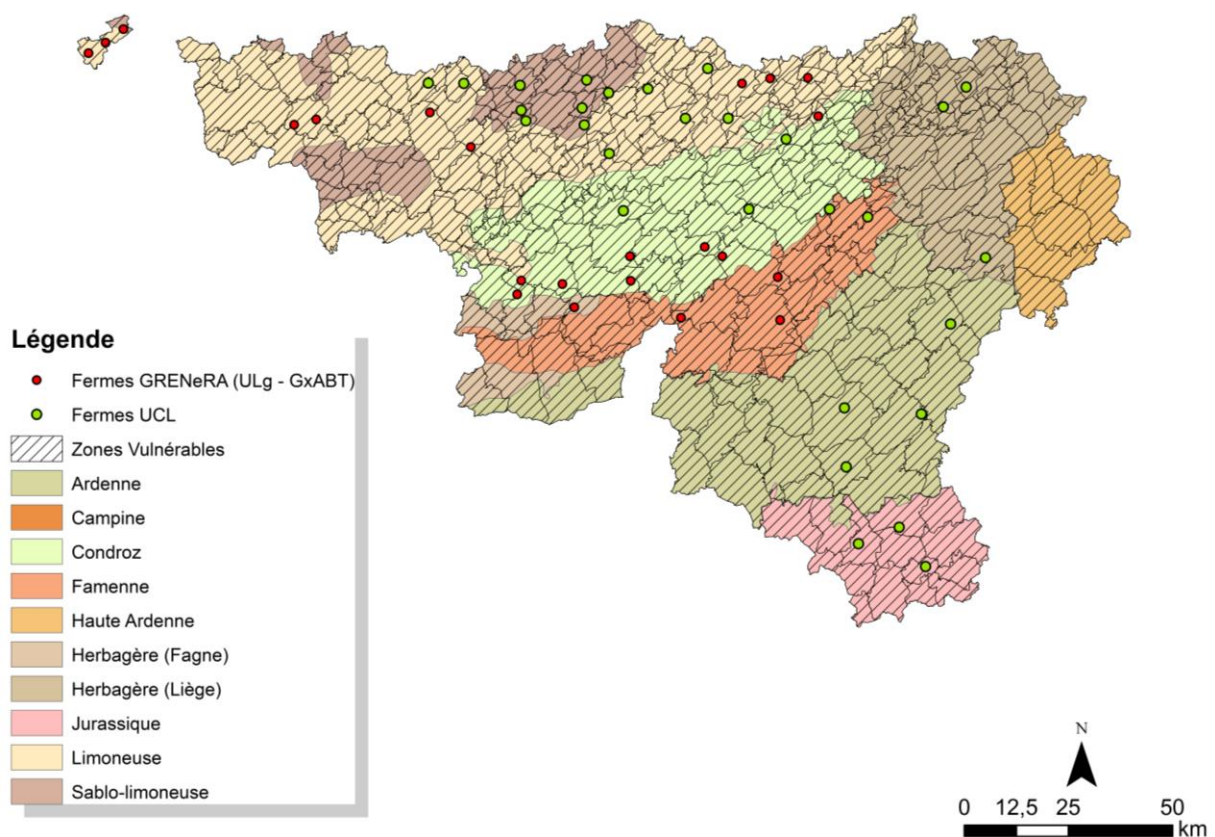 Légende
Fermes GRENeRA (ULg - GxABT)
Fermes UCL
Zones Vulnérables
Ardenne
Campine
Condroz
Famenne
Haute Ardenne
Herbagère (Fagne)
Herbagère (Liège)
Jurassique
Limoneuse
Sablo-limoneuse
N
0 12,5 25 50
km